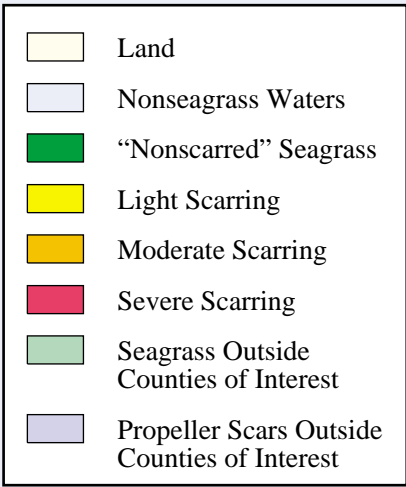 Land
Nonseagrass Waters
“Nonscarred” Seagrass
Light Scarring
Moderate Scarring
Severe Scarring
Seagrass Outside
Counties of Interest
Propeller Scars Outside
Counties of Interest